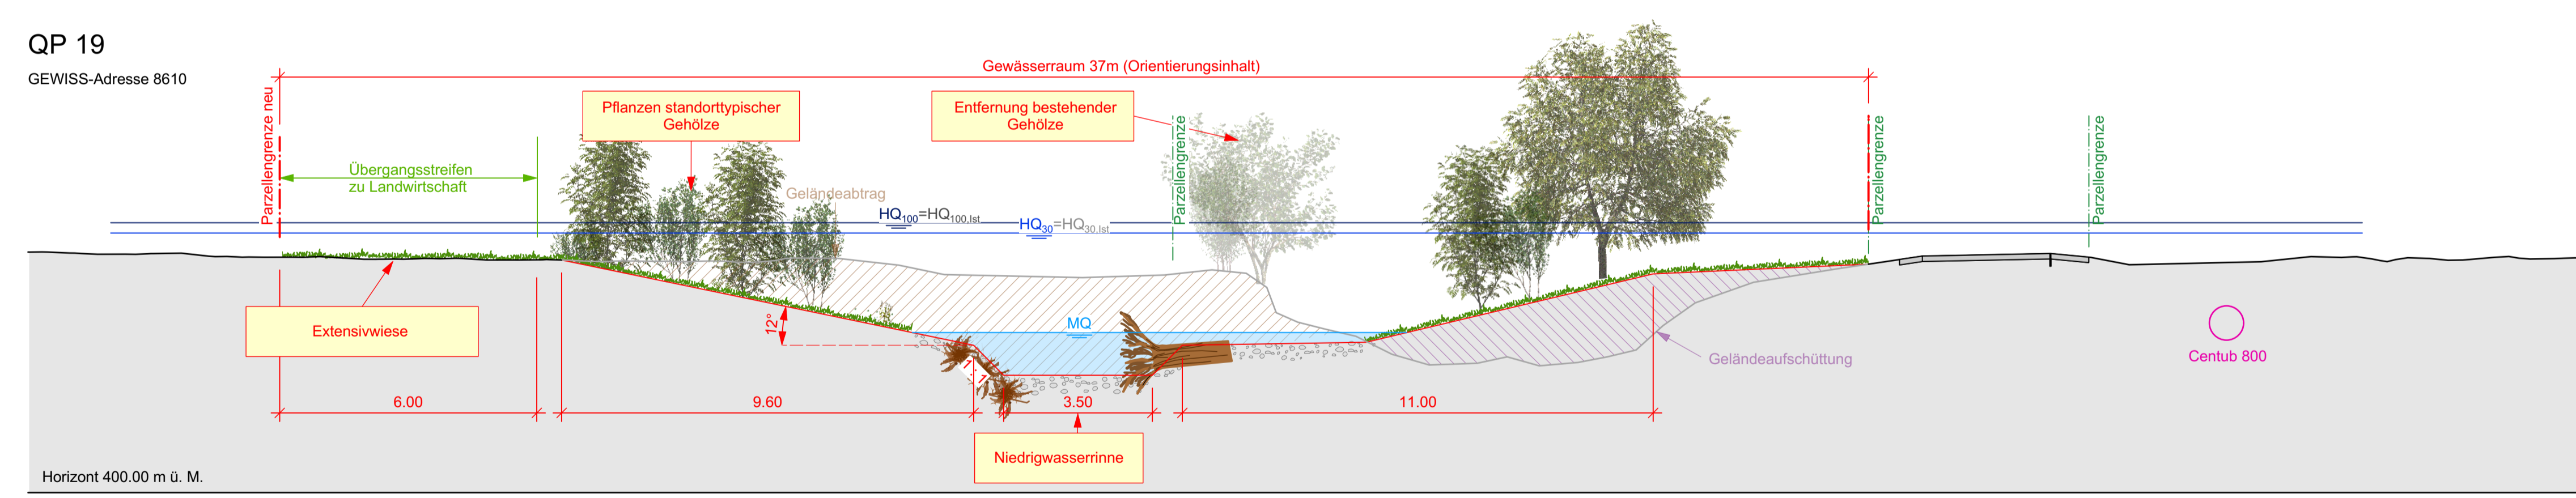 QP 19
GEWISS-Adresse 8610
Gewässerraum 37m (Orientierungsinhalt)
Parzellengrenze neu
Übergangsstreifen
zu Landwirtschaft
Pflanzen standorttypischer
Gehölze
Entfernung bestehender
Gehölze
Parzellengrenze
Parzellengrenze
Parzellengrenze
Geländeabtrag
HQ100=HQ100,Ist
HQ30=HQ30,Ist
Extensivwiese
12°
MQ
1:1
Geländeaufschüttung
Centub 800
6.00
9.60
3.50
11.00
Niedrigwasserrinne
Horizont 400.00 m ü. M.